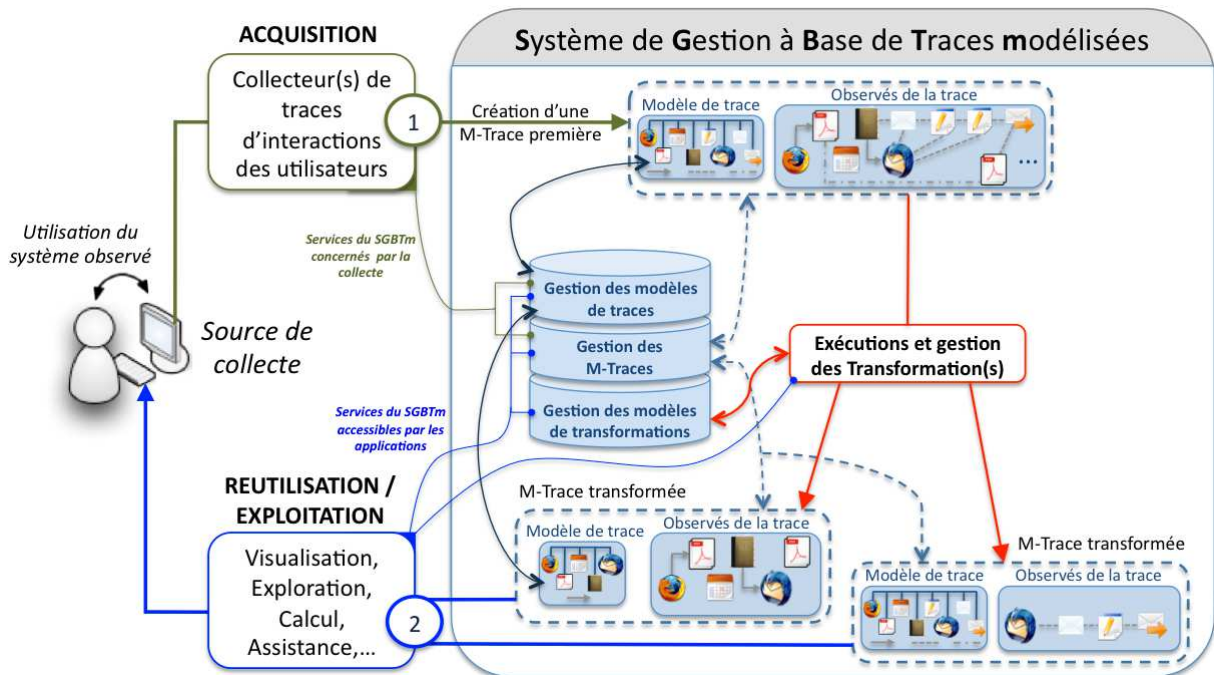 ACQUISITION
Collecteur(s) de
traces
d'interactions
des utilisateurs
1
Système de Gestion à Base de Traces modélisées
Création d'une
M-Trace première
Modèle de trace
Observés de la trace
...
Utilisation du
système observé
Source de
collecte
Services du SGBTm
concernés par la
collecte
Gestion des modèles
de traces
Gestion des
M-Traces
Gestion des modèles
de transformations
Exécutions et gestion
des Transformation(s)
Services du SGBTm
accessibles par les
applications
REUTILISATION /
EXPLOITATION
Visualisation,
Exploration,
Calcul,
Assistance,...
2
M-Trace transformée
Modèle de trace
Observés de la trace
M-Trace transformée
Modèle de trace
Observés de la trace